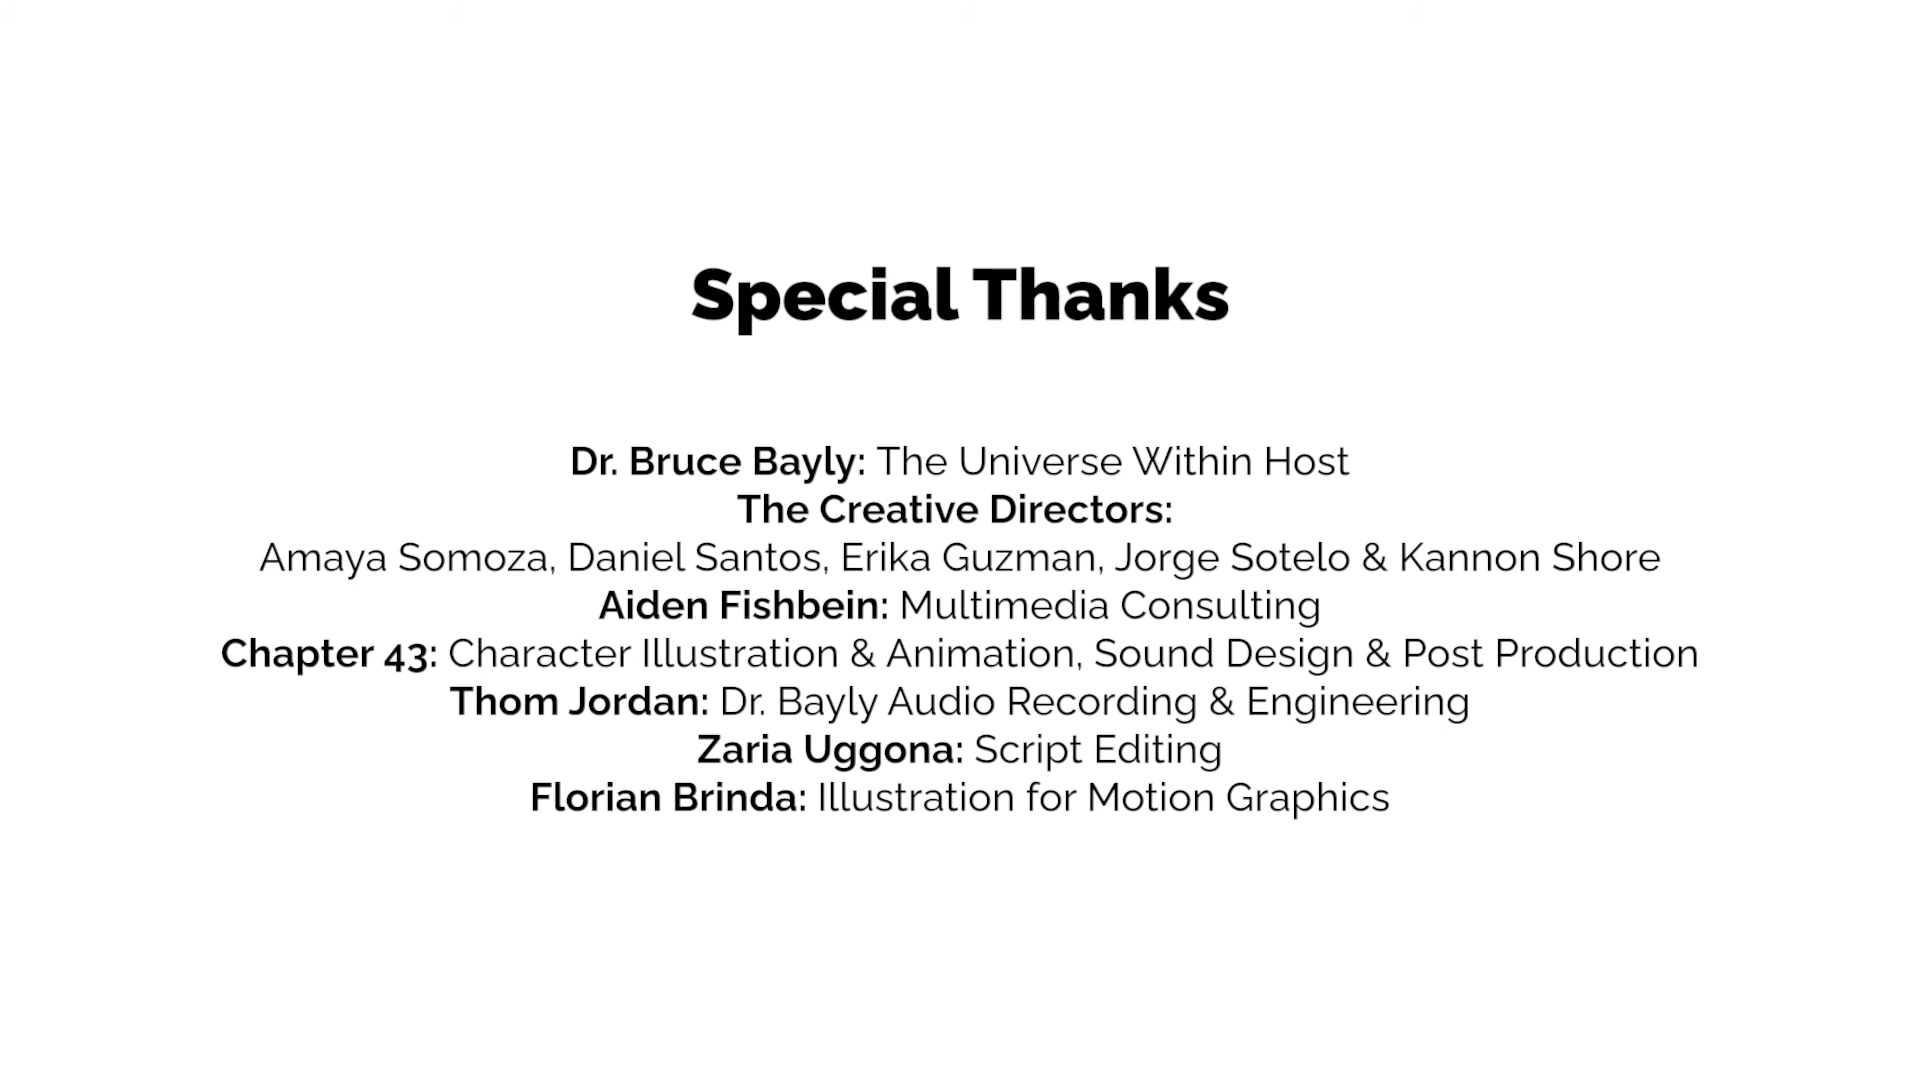 Special Thanks
Dr. Bruce Bayly: The Universe Within Host
The Creative Directors:
Amaya Somoza, Daniel Santos, Erika Guzman, Jorge Sotelo & Kannon Shore
Aiden Fishbein: Multimedia Consulting
Chapter 43: Character Illustration & Animation, Sound Design & Post Production
Thom Jordan: Dr. Bayly Audio Recording & Engineering
Zaria Uggona: Script Editing
Florian Brinda: Illustration for Motion Graphics